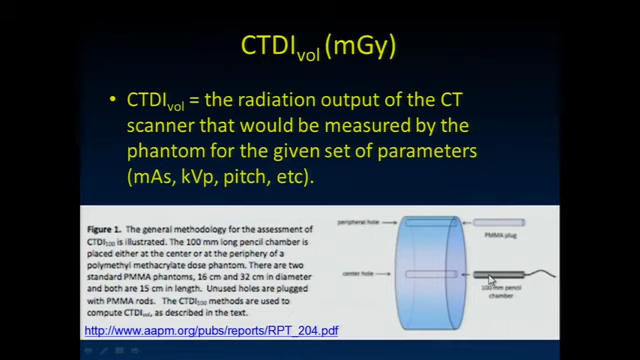 CTDIvol (mGy)
• CTDIvol = the radiation output of the CT
scanner that would be measured by the
phantom for the given set of parameters
(mAs, kVp, pitch, etc).
Figure 1. The general methodology for the assessment of
CTDI100 is illustrated. The 100 mm long pencil chamber is
placed either at the center or at the periphery of a
polymethyl methacrylate dose phantom. There are two
standard PMMA phantoms, 16 cm and 32 cm in diameter
and both are 15 cm in length. Unused holes are plugged
with PMMA rods. The CTDI100 methods are used to
compute CTDIvol, as described in the text.
http://www.aapm.org/pubs/reports/RPT_204.pdf
peripheral hole
PMMA plug
center hole
100 mm pencil
chamber